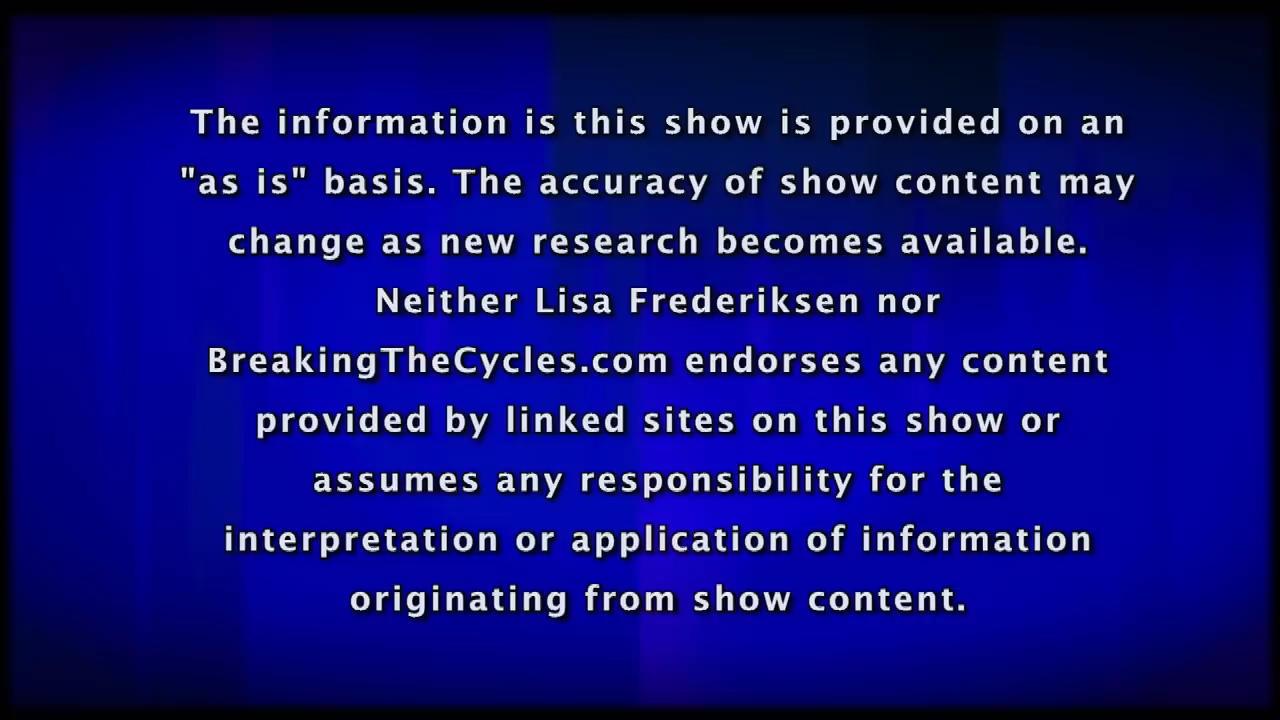 The information is this show is provided on an
"as is" basis. The accuracy of show content may
change as new research becomes available.
Neither Lisa Frederiksen nor
BreakingTheCycles.com endorses any content
provided by linked sites on this show or
assumes any responsibility for the
interpretation or application of information
originating from show content.